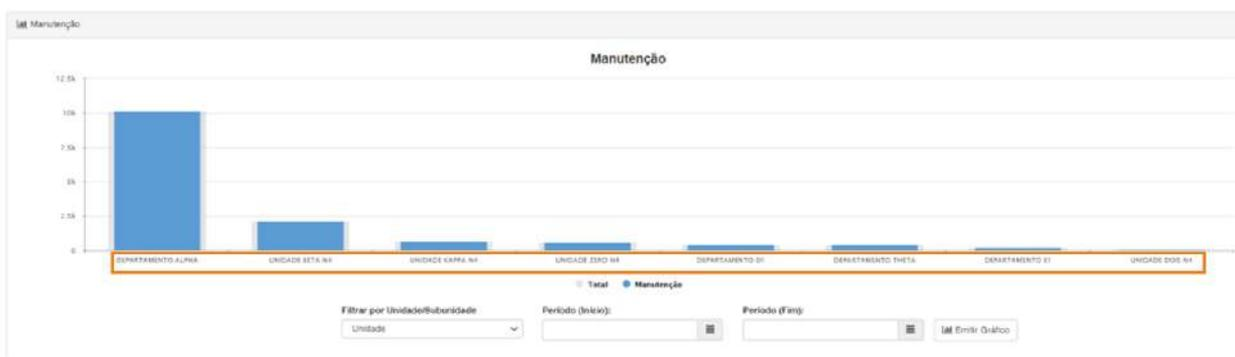 Manutenção
Manutenção
12.5k
10k
7.5k
5k
2.5k
0
DEPARTAMENTO ALPHA UNIDADE BETA N4 UNIDADE KAPPA N4 UNIDADE ZERO N4 DEPARTAMENTO DT DEPARTAMENTO THETA DEPARTAMENTO UNIDADE DOIS N4
Total Manutenção
Filtrar por Unidade/Subunidade Período (Início): Período (Fim):
Unidade Emitir Gráfico